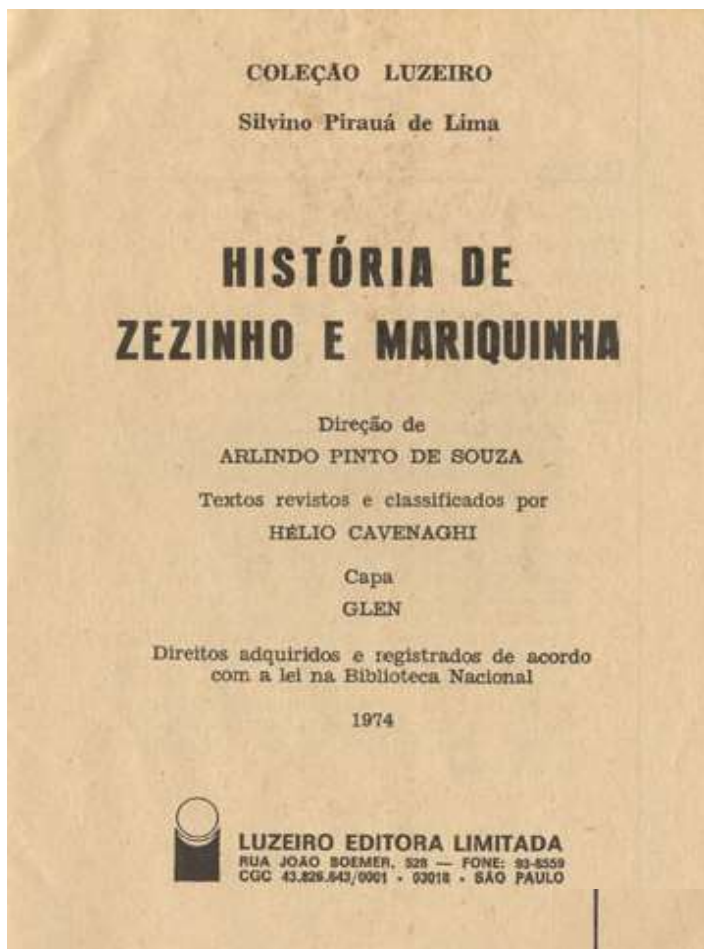 COLEÇÃO LUZEIRO
Silvino Pirauá de Lima
HISTÓRIA DE
ZEZINHO E MARIQUINHA
Direção de
ARLINDO PINTO DE SOUZA
Textos revistos e classificados por
HÉLIO CAVENAGHI
Capa
GLEN
Direitos adquiridos e registrados de acordo
com a lei na Biblioteca Nacional
1974
LUZEIRO EDITORA LIMITADA
RUA JOÃO BOEMER, 528 — FONE: 93-8559
CGC 43.826.643/0001 - 03018 - SÃO PAULO